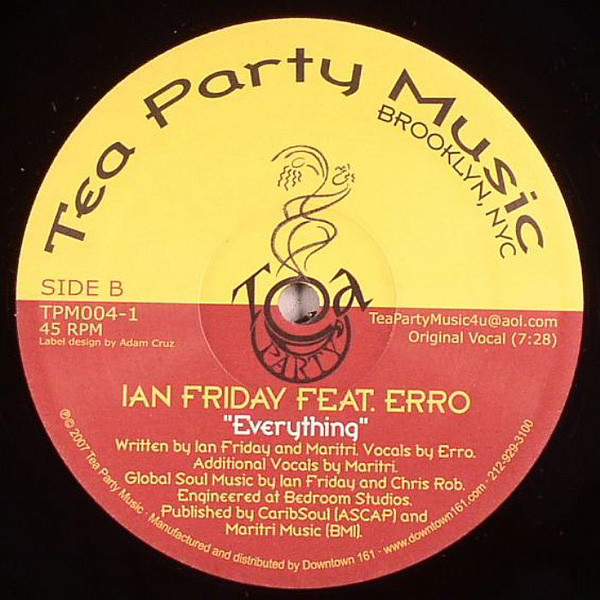 Tea Party Music
BROOKLYN, NYC
Tea
PARTY
SIDE B
TPM004-1
45 RPM
Label design by Adam Cruz
TeaPartyMusic4u@aol.com
Original Vocal (7:28)
IAN FRIDAY FEAT. ERRO
"Everything"
Written by Ian Friday and Maritri. Vocals by Erro.
Additional Vocals by Maritri.
Global Soul Music by Ian Friday and Chris Rob.
Engineered at Bedroom Studios.
Published by CaribSoul (ASCAP) and
Maritri Music (BMI).
℗© 2007 Tea Party Music · Manufactured and distributed by Downtown 161 - www.downtown161.com - 212-929-3100